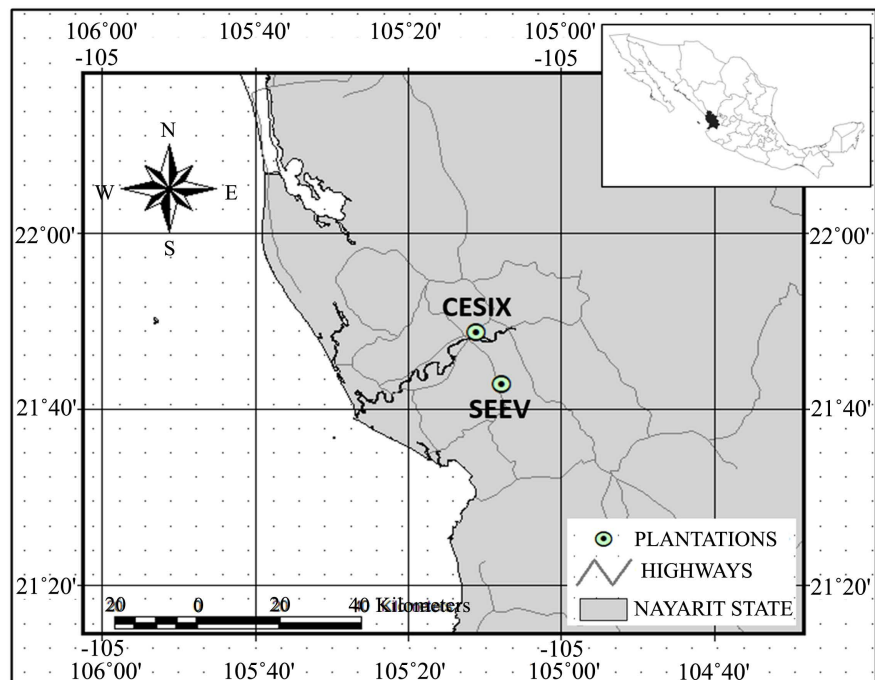 106°00' 105°40' 105°20' 105°00'
-105 -105
N
W E
S
22°00' 22°00'
CESIX
21°40' 21°40'
SEEV
PLANTATIONS
HIGHWAYS
21°20' 21°20'
NAYARIT STATE
20 0 20 40 Kilometers
-105 -105
106°00' 105°40' 105°20' 105°00' 104°40'